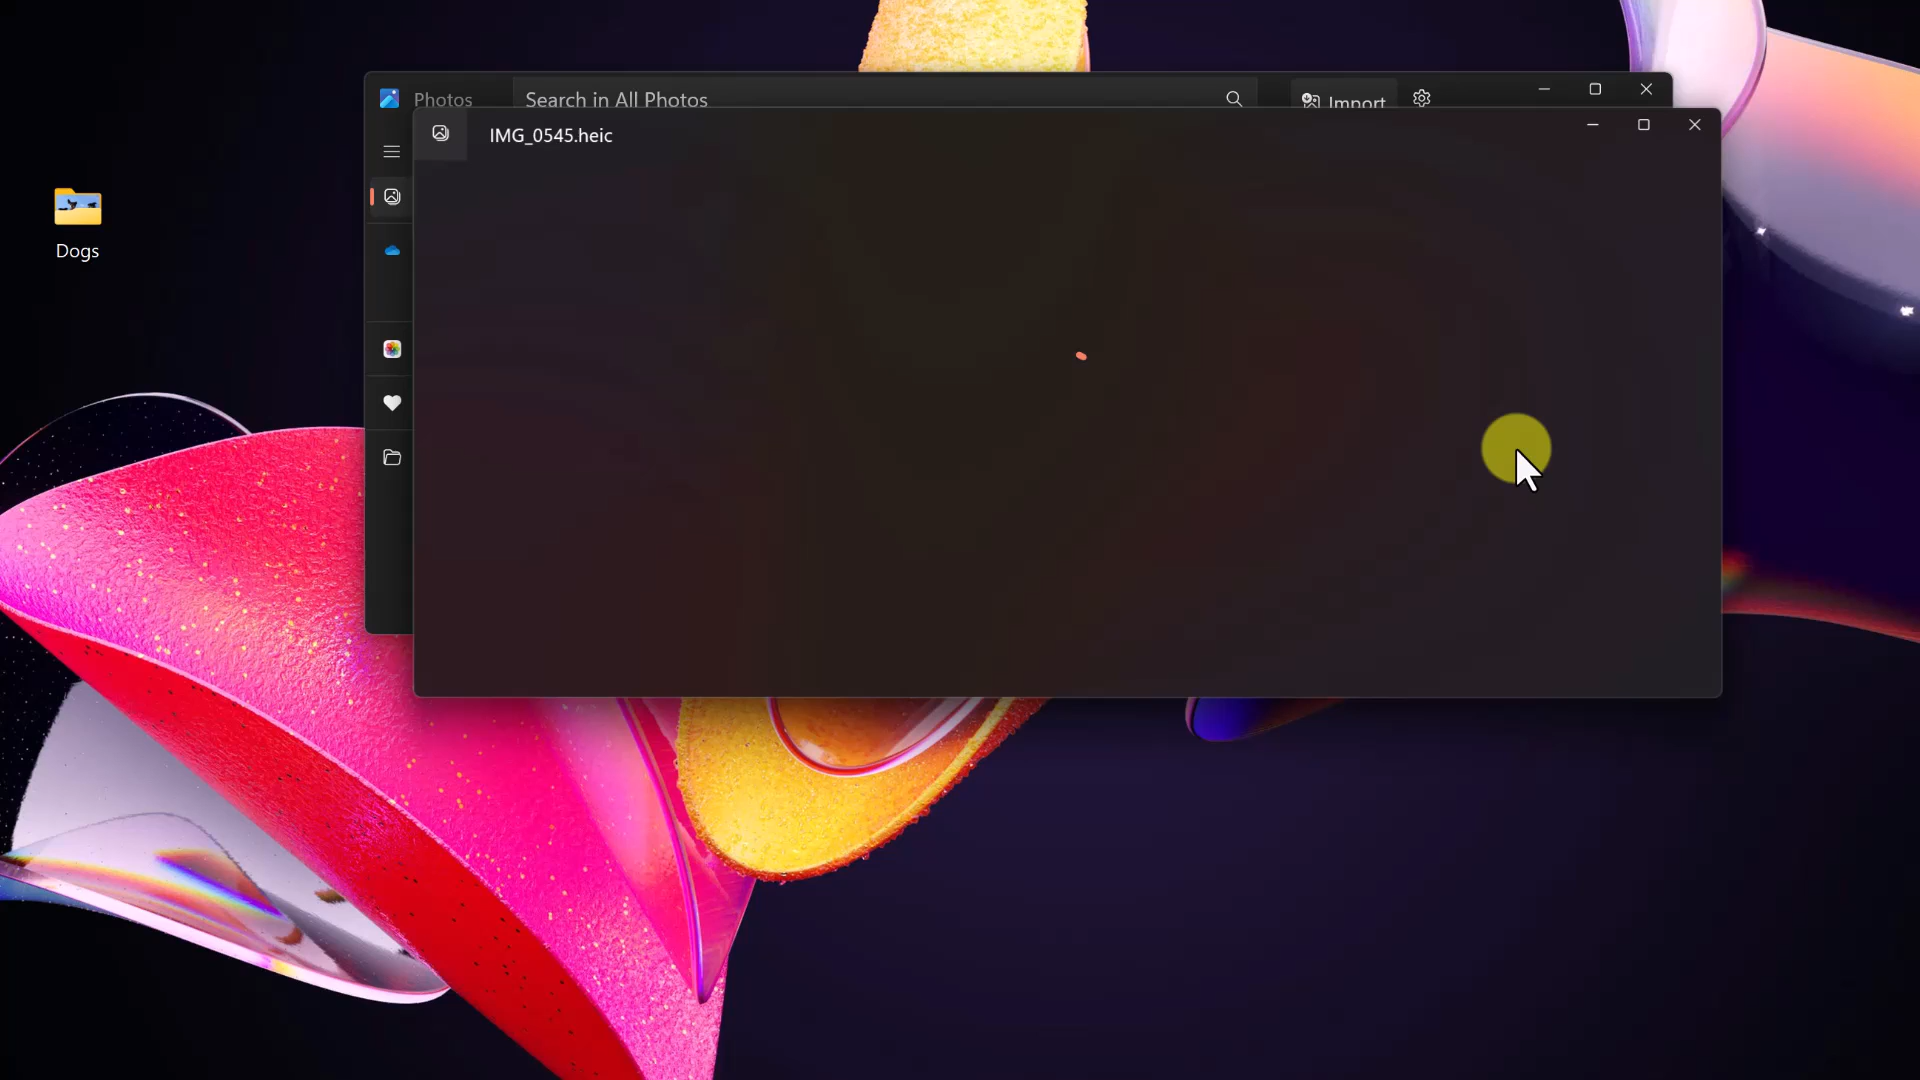 Photos
Search in All Photos
Import
IMG_0545.heic
Dogs